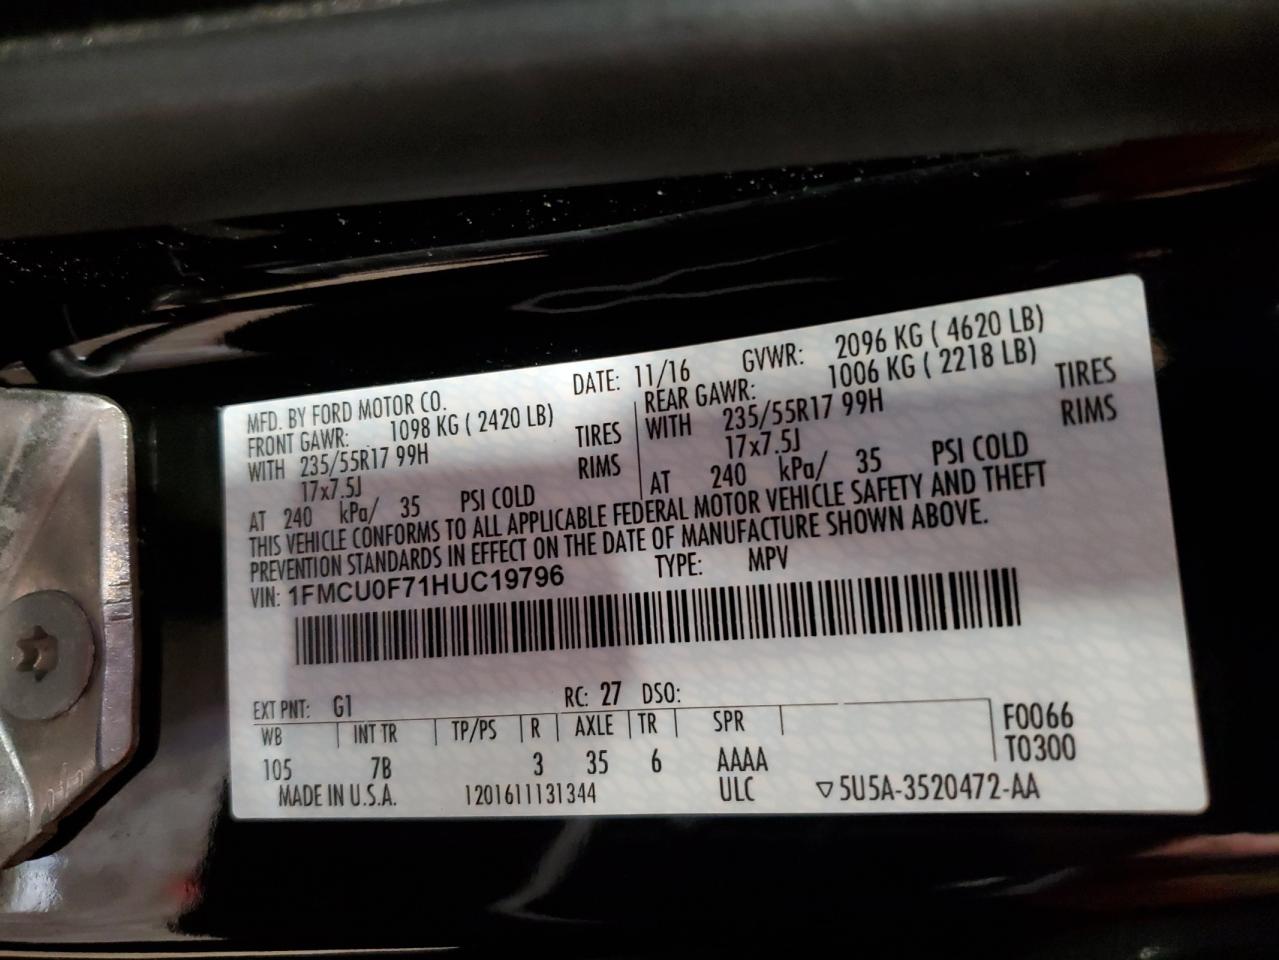 MFD. BY FORD MOTOR CO.
DATE: 11/16 GVWR: 2096 KG ( 4620 LB)
FRONT GAWR: 1098 KG ( 2420 LB)
WITH 235/55R17 99H TIRES
17x7.5J RIMS
AT 240 kPa/ 35 PSI COLD
REAR GAWR: 1006 KG ( 2218 LB)
WITH 235/55R17 99H TIRES
17x7.5J RIMS
AT 240 kPa/ 35 PSI COLD
THIS VEHICLE CONFORMS TO ALL APPLICABLE FEDERAL MOTOR VEHICLE SAFETY AND THEFT
PREVENTION STANDARDS IN EFFECT ON THE DATE OF MANUFACTURE SHOWN ABOVE.
VIN: 1FMCU0F71HUC19796 TYPE: MPV
EXT PNT: G1 RC: 27 DSO:
WB INT TR TP/PS R AXLE TR SPR F0066
105 7B 3 35 6 AAAA T0300
MADE IN U.S.A. 1201611131344 ULC ▽5U5A-3520472-AA